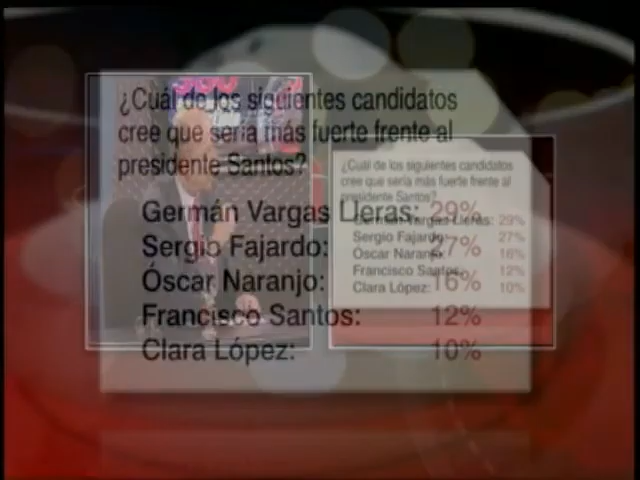 ¿Cuál de los siguientes candidatos
cree que sería más fuerte frente al
presidente Santos?
Germán Vargas Lleras: 29%
Sergio Fajardo: 27%
Óscar Naranjo: 16%
Francisco Santos: 12%
Clara López: 10%
¿Cuál de los siguientes candidatos
cree que sería más fuerte frente al
presidente Santos?
Germán Vargas Lleras: 29%
Sergio Fajardo: 27%
Óscar Naranjo: 16%
Francisco Santos: 12%
Clara López: 10%